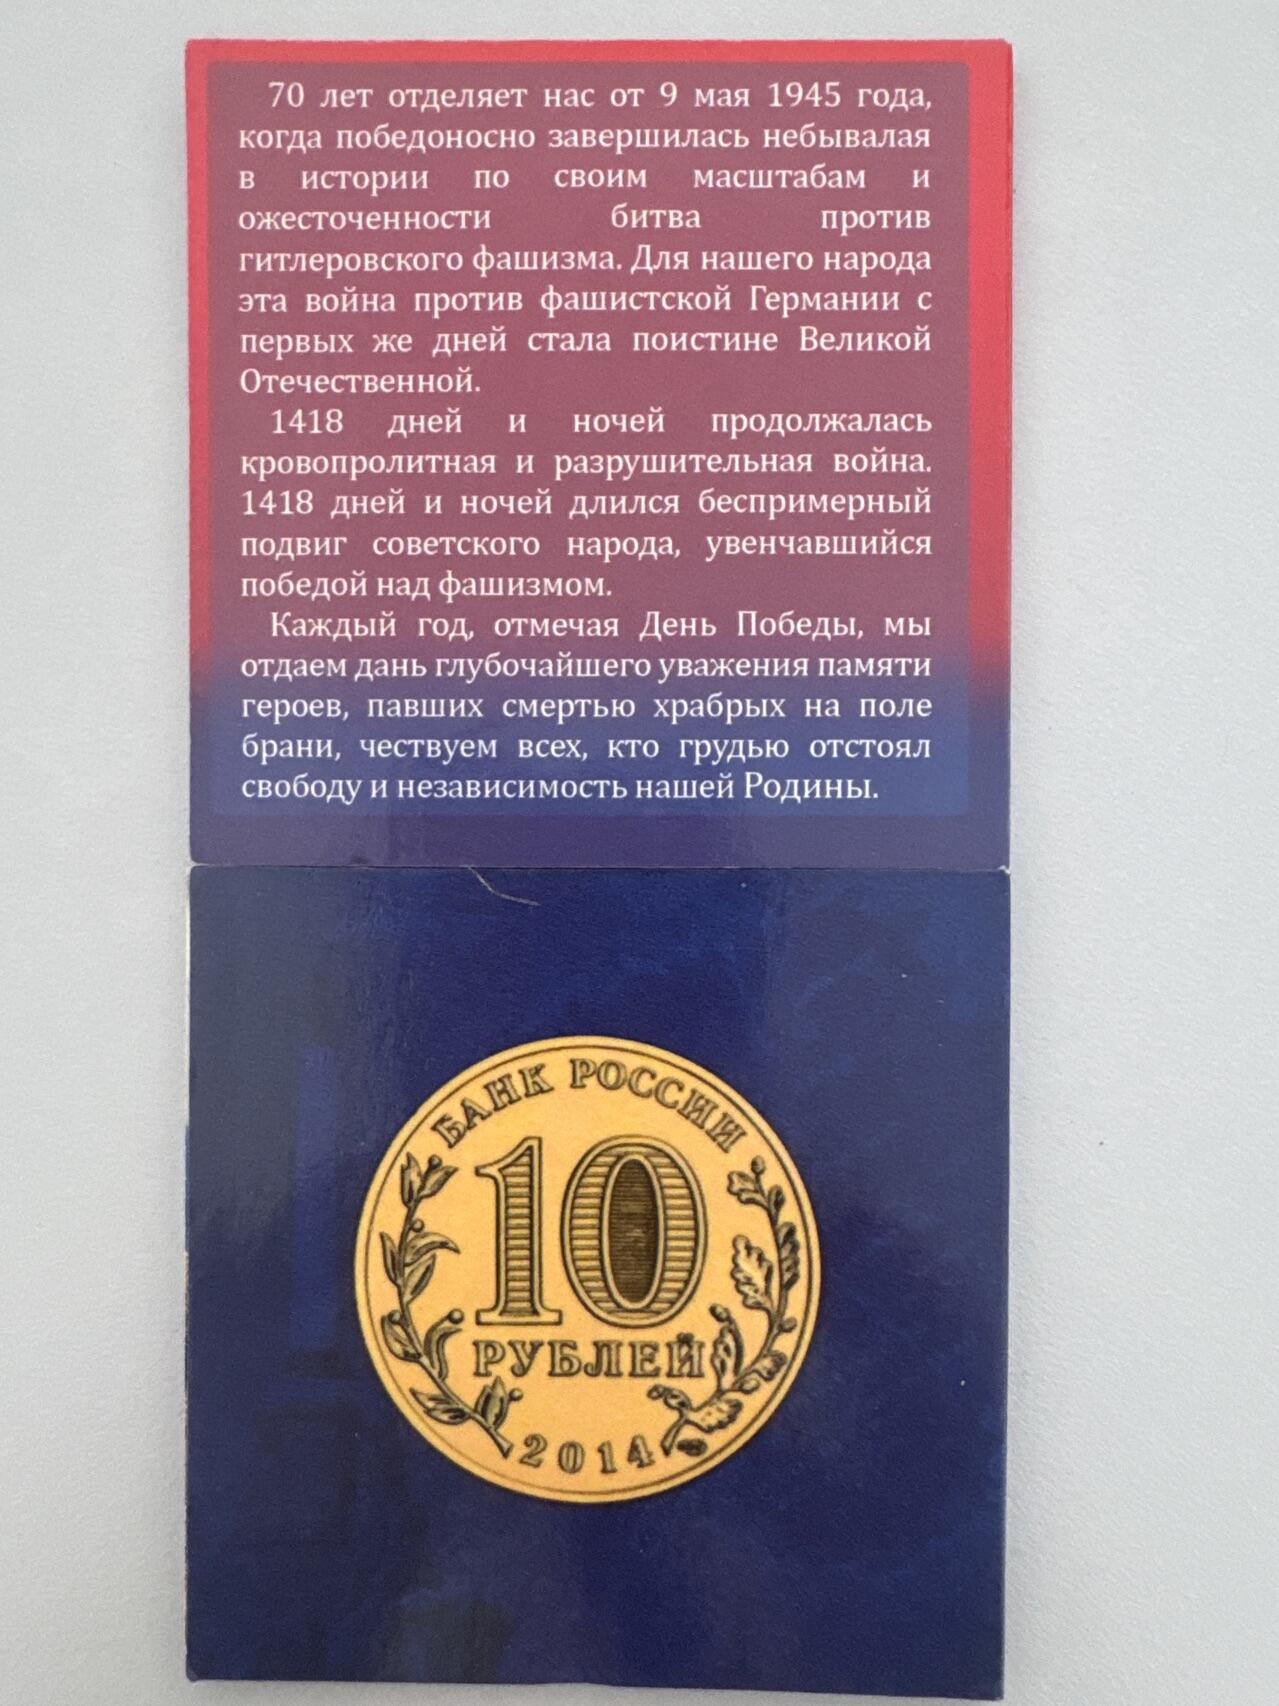 70 лет отделяет нас от 9 мая 1945 года,
когда победоносно завершилась небывалая
в истории по своим масштабам и
ожесточенности битва против
гитлеровского фашизма. Для нашего народа
эта война против фашистской Германии с
первых же дней стала поистине Великой
Отечественной.
1418 дней и ночей продолжалась
кровопролитная и разрушительная война.
1418 дней и ночей длился беспримерный
подвиг советского народа, увенчавшийся
победой над фашизмом.
Каждый год, отмечая День Победы, мы
отдаем дань глубочайшего уважения памяти
героев, павших смертью храбрых на поле
брани, чествуем всех, кто грудью отстоял
свободу и независимость нашей Родины.
БАНК РОССИИ
10
РУБЛЕЙ
2014